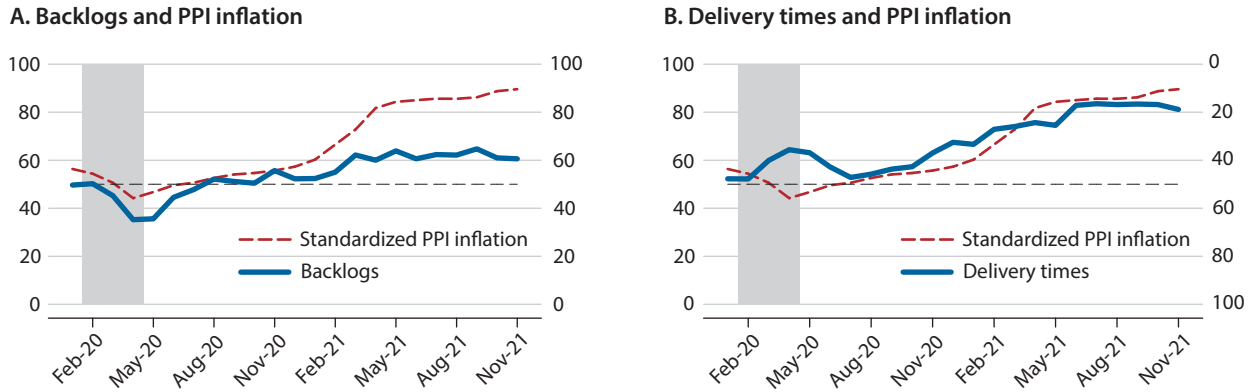 A. Backlogs and PPI inflation
100
80
60
40
20
0
100
80
60
40
20
0
Standardized PPI inflation
Backlogs
Feb-20
May-20
Aug-20
Nov-20
Feb-21
May-21
Aug-21
Nov-21
B. Delivery times and PPI inflation
100
80
60
40
20
0
0
20
40
60
80
100
Standardized PPI inflation
Delivery times
Feb-20
May-20
Aug-20
Nov-20
Feb-21
May-21
Aug-21
Nov-21